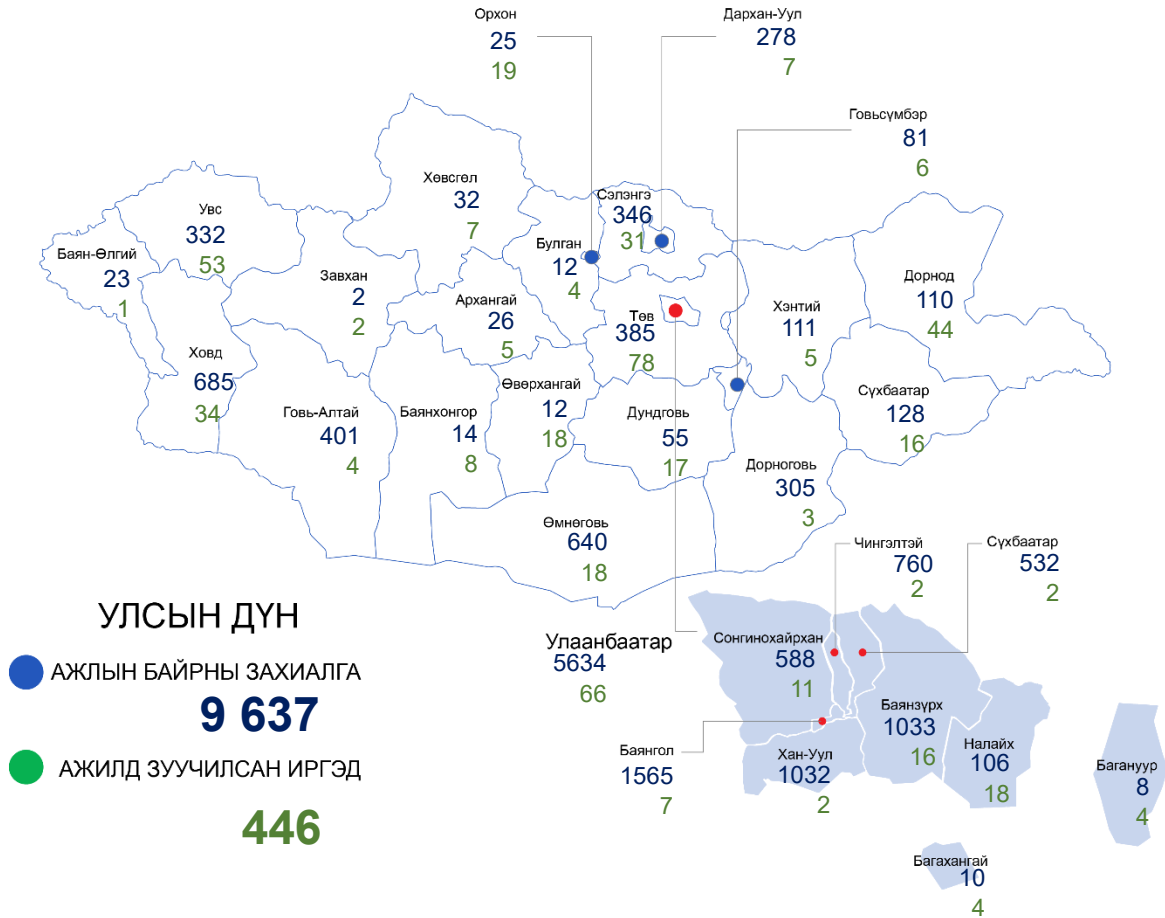 Орхон
25
19
Дархан-Уул
278
7
Говьсүмбэр
81
6
Хөвсгөл
32
7
Сэлэнгэ
346
31
Увс
332
53
Баян-Өлгий
23
1
Булган
12
4
Завхан
2
2
Архангай
26
5
Төв
385
78
Хэнтий
111
5
Дорнод
110
44
Ховд
685
34
Өвөрхангай
12
18
Говь-Алтай
401
4
Баянхонгор
14
8
Дундговь
55
17
Сүхбаатар
128
16
Дорноговь
305
3
Өмнөговь
640
18
Чингэлтэй
760
2
Сүхбаатар
532
2
УЛСЫН ДҮН
АЖЛЫН БАЙРНЫ ЗАХИАЛГА
9 637
АЖИЛД ЗУУЧИЛСАН ИРГЭД
446
Улаанбаатар
5634
66
Сонгинохайрхан
588
11
Баянзүрх
1033
16
Баянгол
1565
7
Хан-Уул
1032
2
Налайх
106
18
Багануур
8
4
Багахангай
10
4